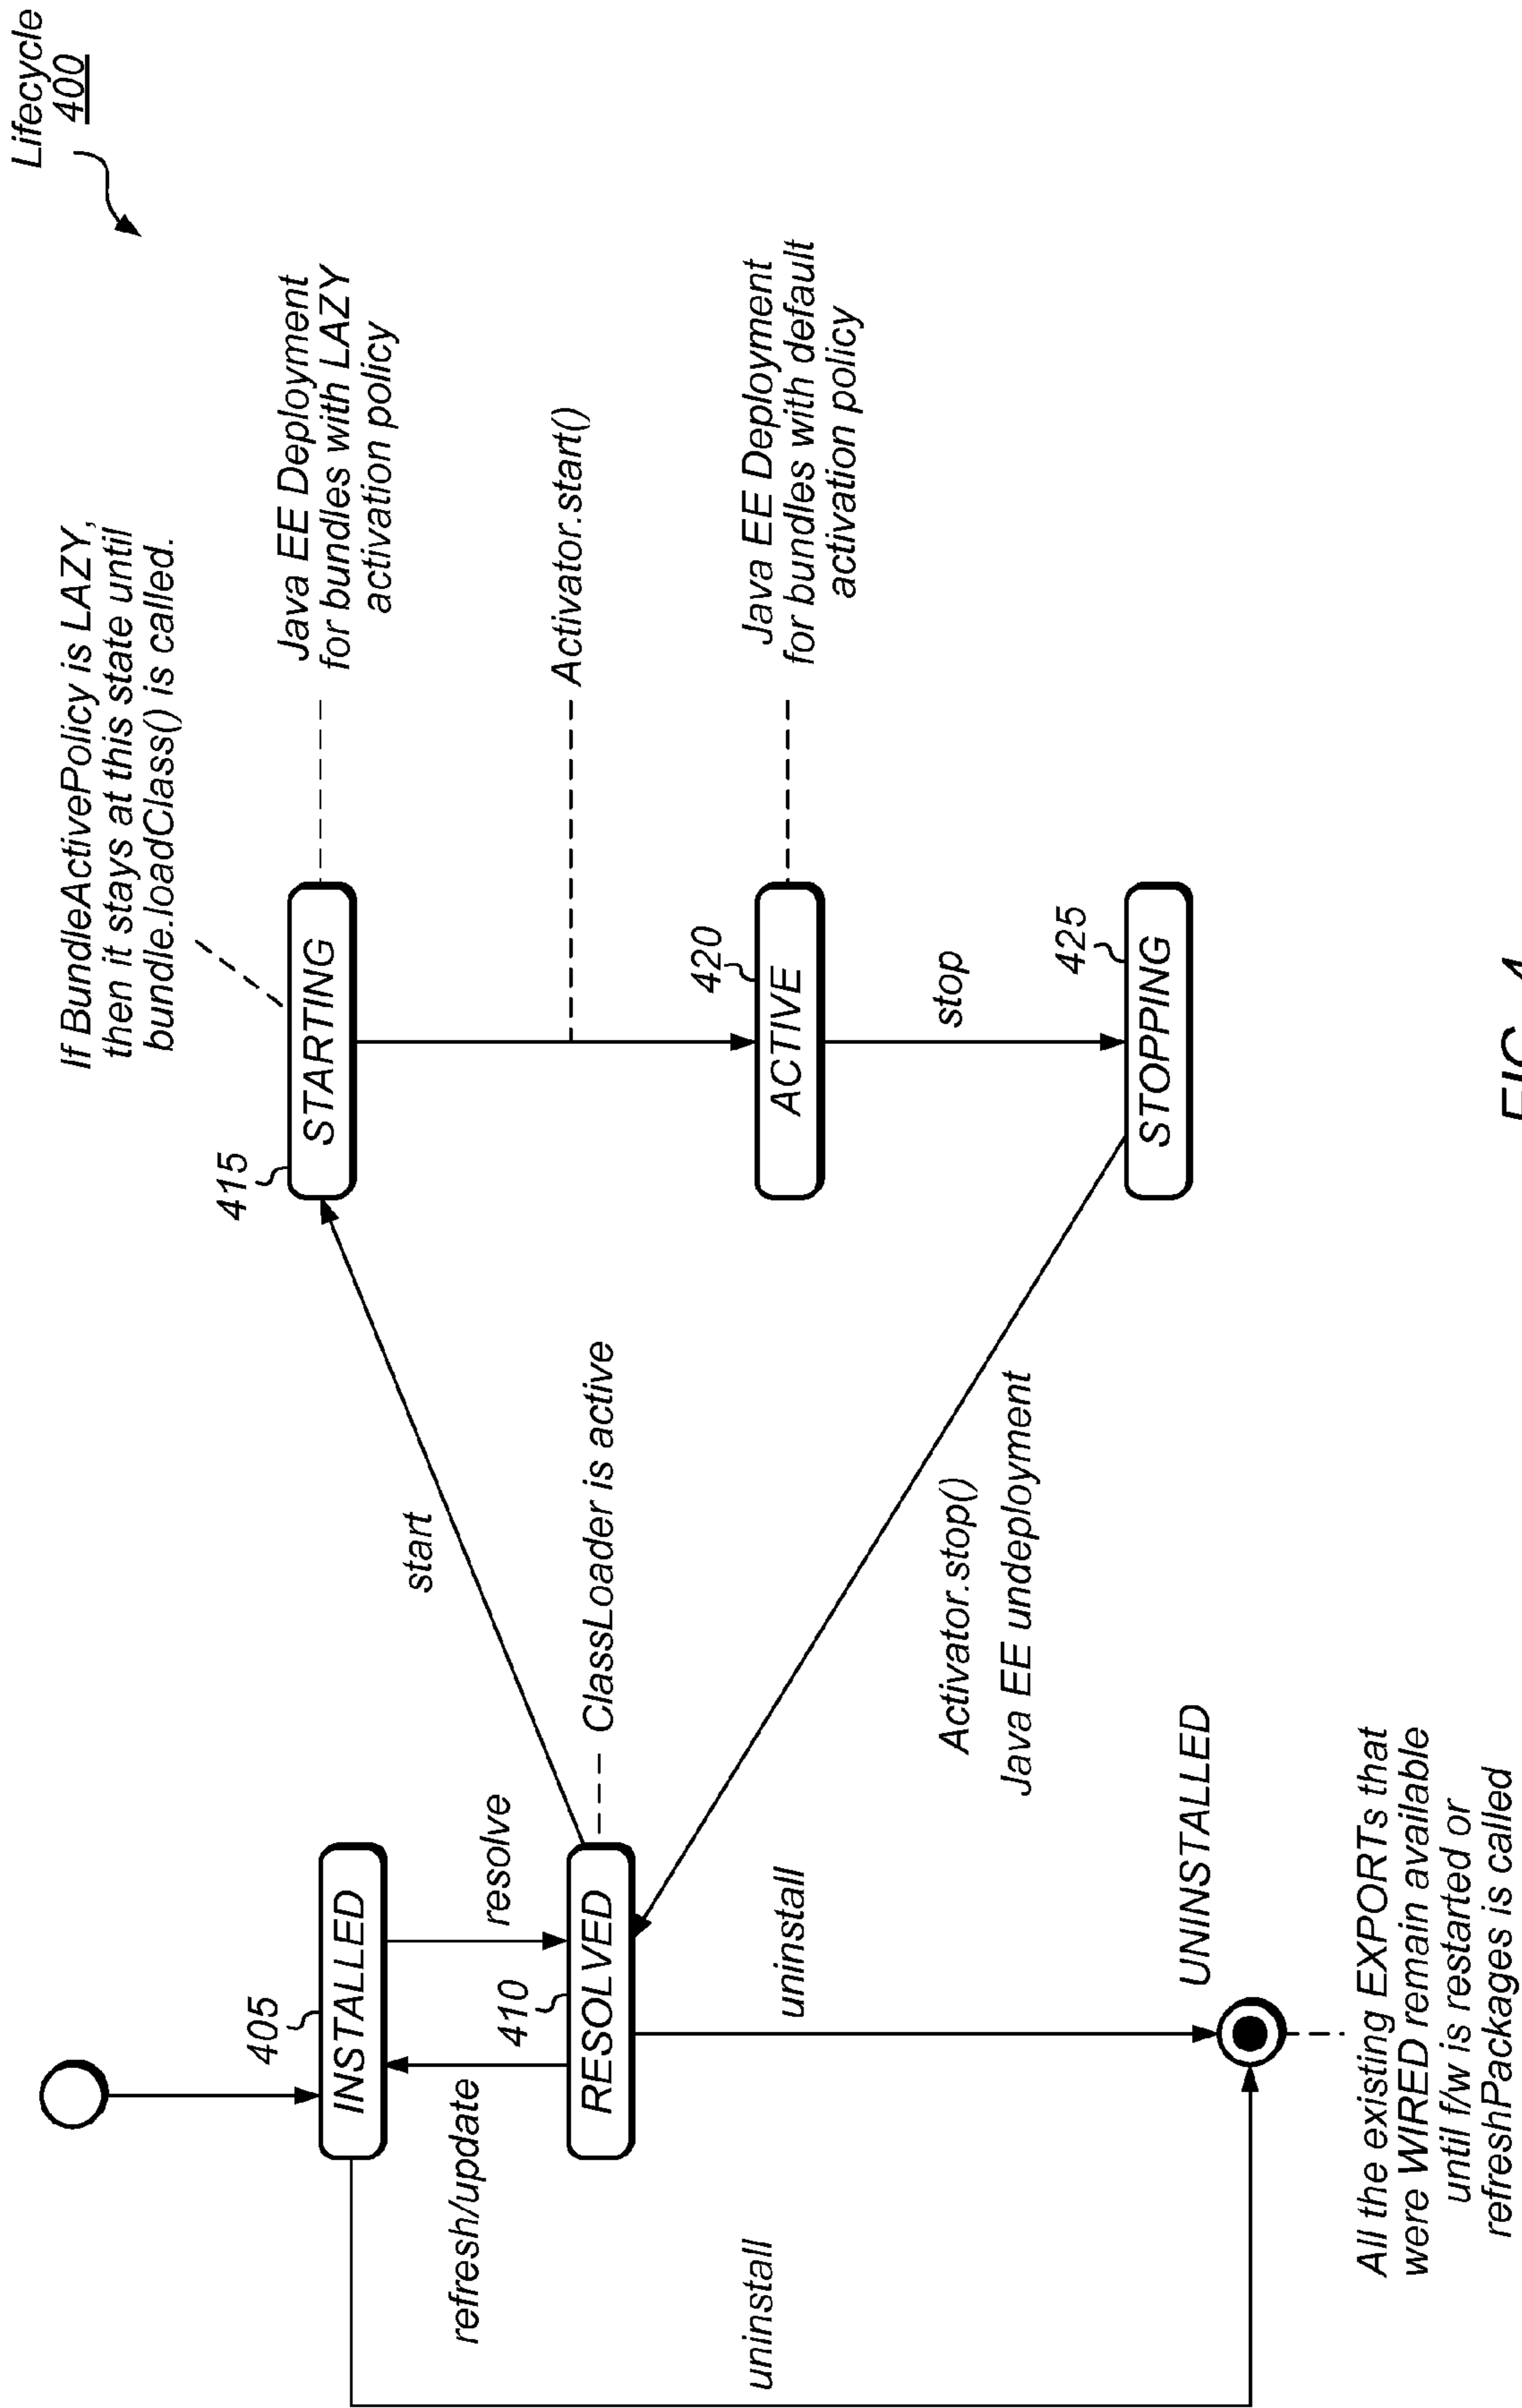 Lifecycle
400
If BundleActivePolicy is LAZY,
then it stays at this state until
bundle.loadClass() is called.
405
INSTALLED
415
STARTING
Java EE Deployment
for bundles with LAZY
activation policy
refresh/update
resolve
start
Activator.start()
410
RESOLVED
ClassLoader is active
420
ACTIVE
Java EE Deployment
for bundles with default
activation policy
uninstall
uninstall
Activator.stop()
Java EE undeployment
stop
425
STOPPING
UNINSTALLED
All the existing EXPORTs that
were WIRED remain available
until f/w is restarted or
refreshPackages is called